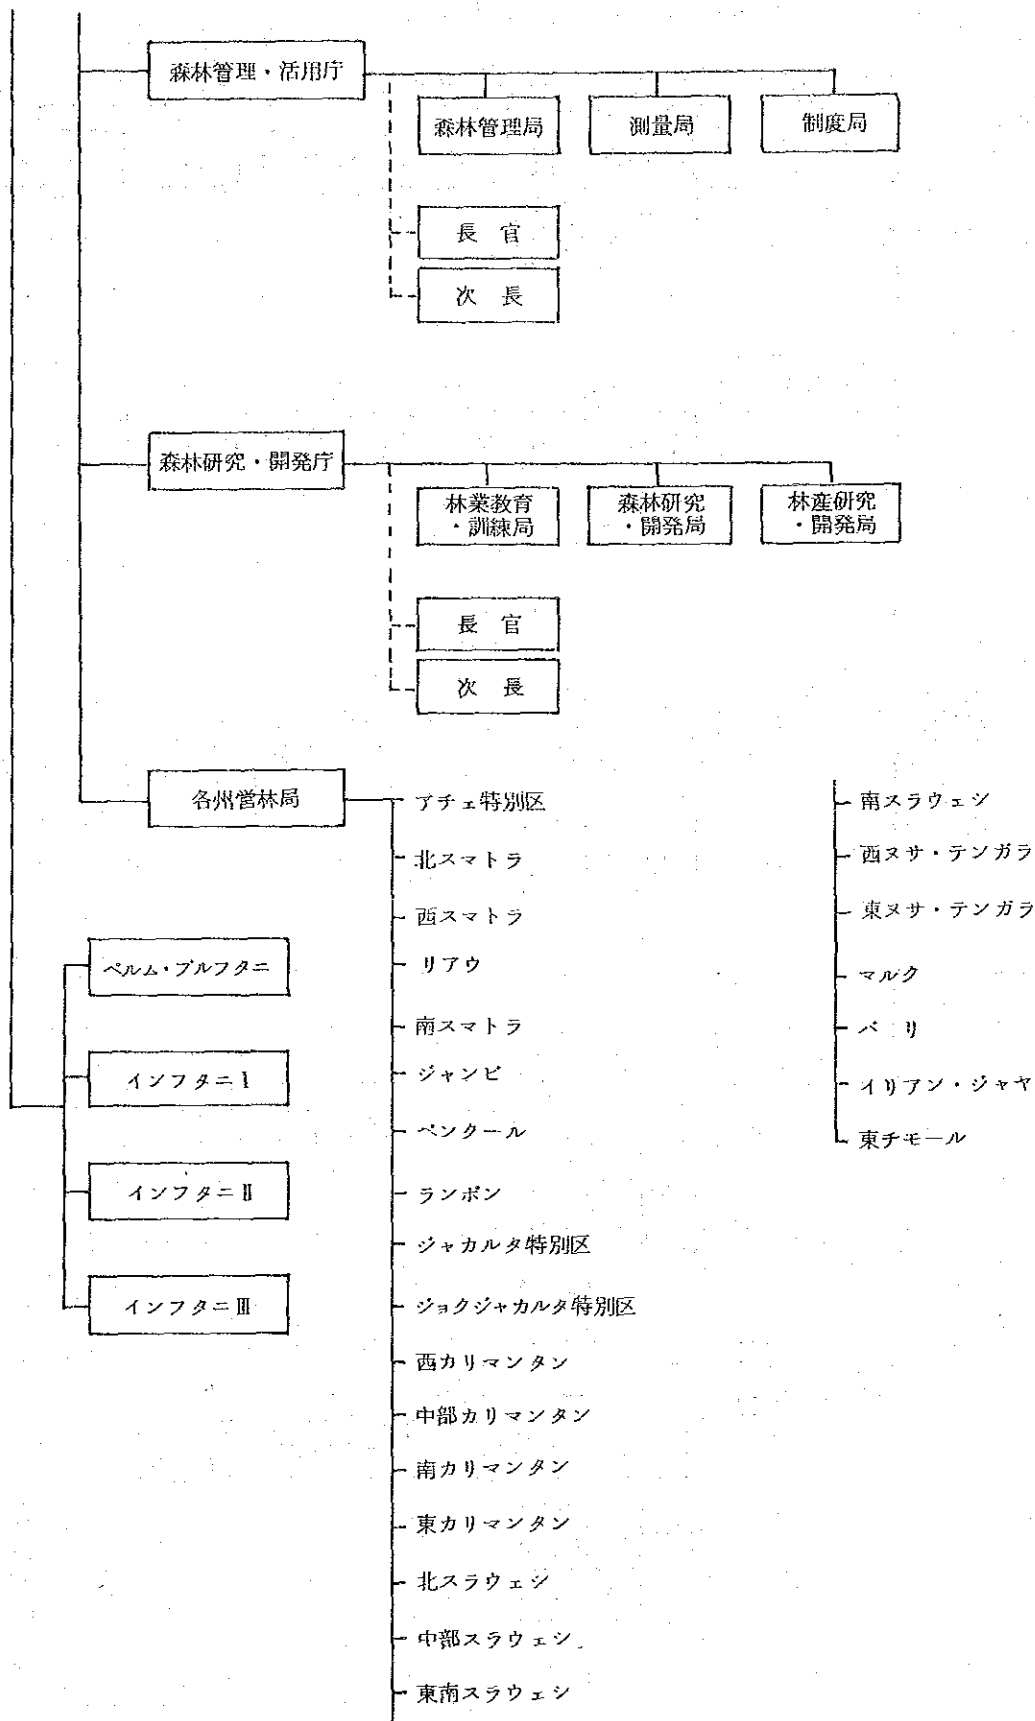 森林管理・活用庁
森林管理局
測量局
制度局
長 官
次 長
森林研究・開発庁
林業教育
・訓練局
森林研究
・開発局
林産研究
・開発局
長 官
次 長
各州営林局
アチェ特別区
北スマトラ
西スマトラ
リアウ
南スマトラ
ジャンビ
ベンクール
ランポン
ジャカルタ特別区
ジョクジャカルタ特別区
西カリマンタン
中部カリマンタン
南カリマンタン
東カリマンタン
北スラウェシ
中部スラウェシ
東南スラウェシ
南スラウェシ
西ヌサ・テンガラ
東ヌサ・テンガラ
マルク
バ リ
イリアン・ジャヤ
東チモール
ペルム・プルフタニ
インフタニⅠ
インフタニⅡ
インフタニⅢ